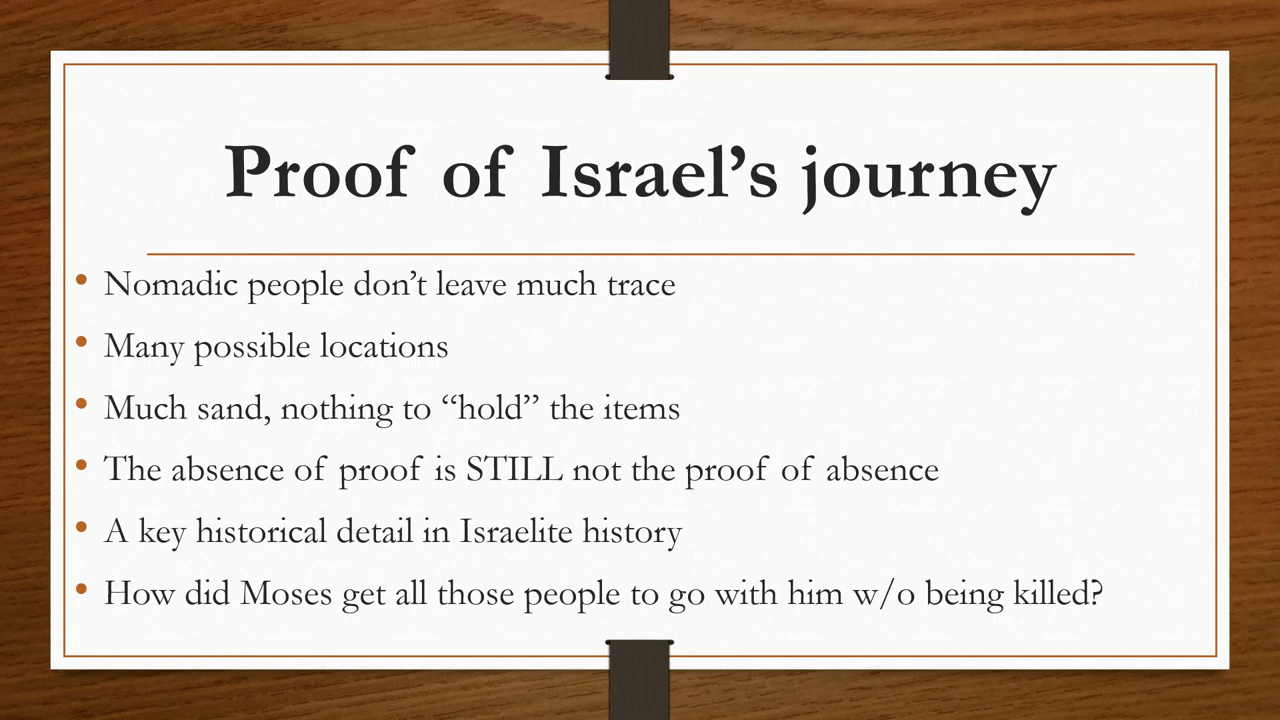 Proof of Israel’s journey
• Nomadic people don’t leave much trace
• Many possible locations
• Much sand, nothing to “hold” the items
• The absence of proof is STILL not the proof of absence
• A key historical detail in Israelite history
• How did Moses get all those people to go with him w/o being killed?